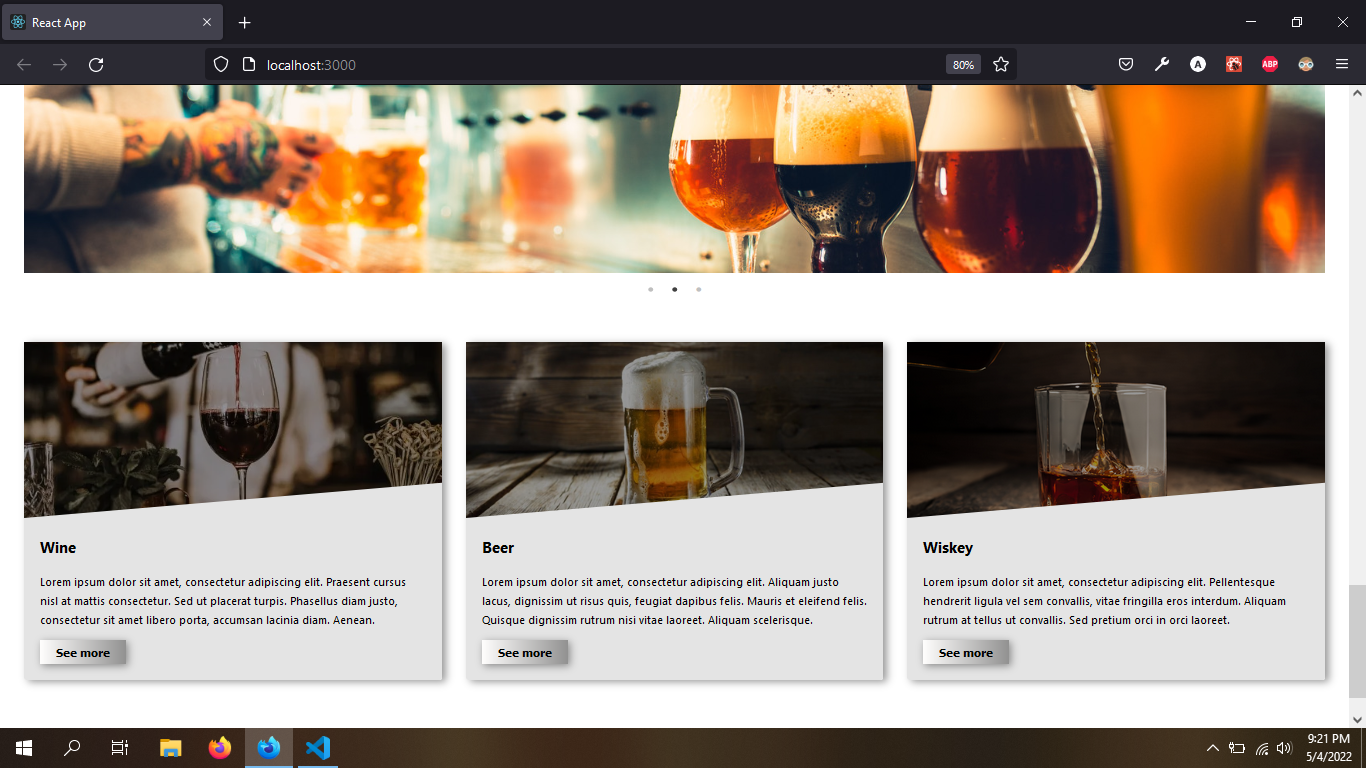 React App
localhost:3000
80%
A
ABP
Wine
Lorem ipsum dolor sit amet, consectetur adipiscing elit. Praesent cursus
nisl at mattis consectetur. Sed ut placerat turpis. Phasellus diam justo,
consectetur sit amet libero porta, accumsan lacinia diam. Aenean.
See more
Beer
Lorem ipsum dolor sit amet, consectetur adipiscing elit. Aliquam justo
lacus, dignissim ut risus quis, feugiat dapibus felis. Mauris et eleifend felis.
Quisque dignissim rutrum nisi vitae laoreet. Aliquam scelerisque.
See more
Wiskey
Lorem ipsum dolor sit amet, consectetur adipiscing elit. Pellentesque
hendrerit ligula vel sem convallis, vitae fringilla eros interdum. Aliquam
rutrum at tellus ut convallis. Sed pretium orci in orci laoreet.
See more
9:21 PM
5/4/2022